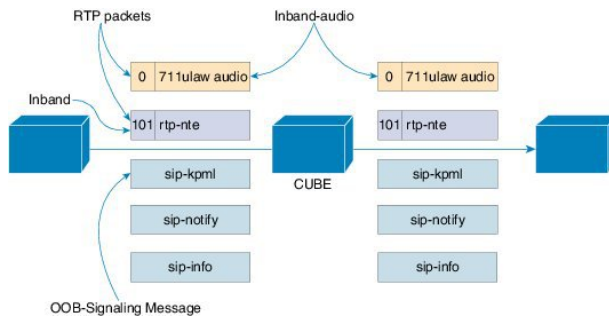 RTP packets
Inband-audio
0 711ulaw audio
0 711ulaw audio
Inband
101 rtp-nte
101 rtp-nte
sip-kpml
CUBE
sip-kpml
sip-notify
sip-notify
sip-info
sip-info
OOB-Signaling Message